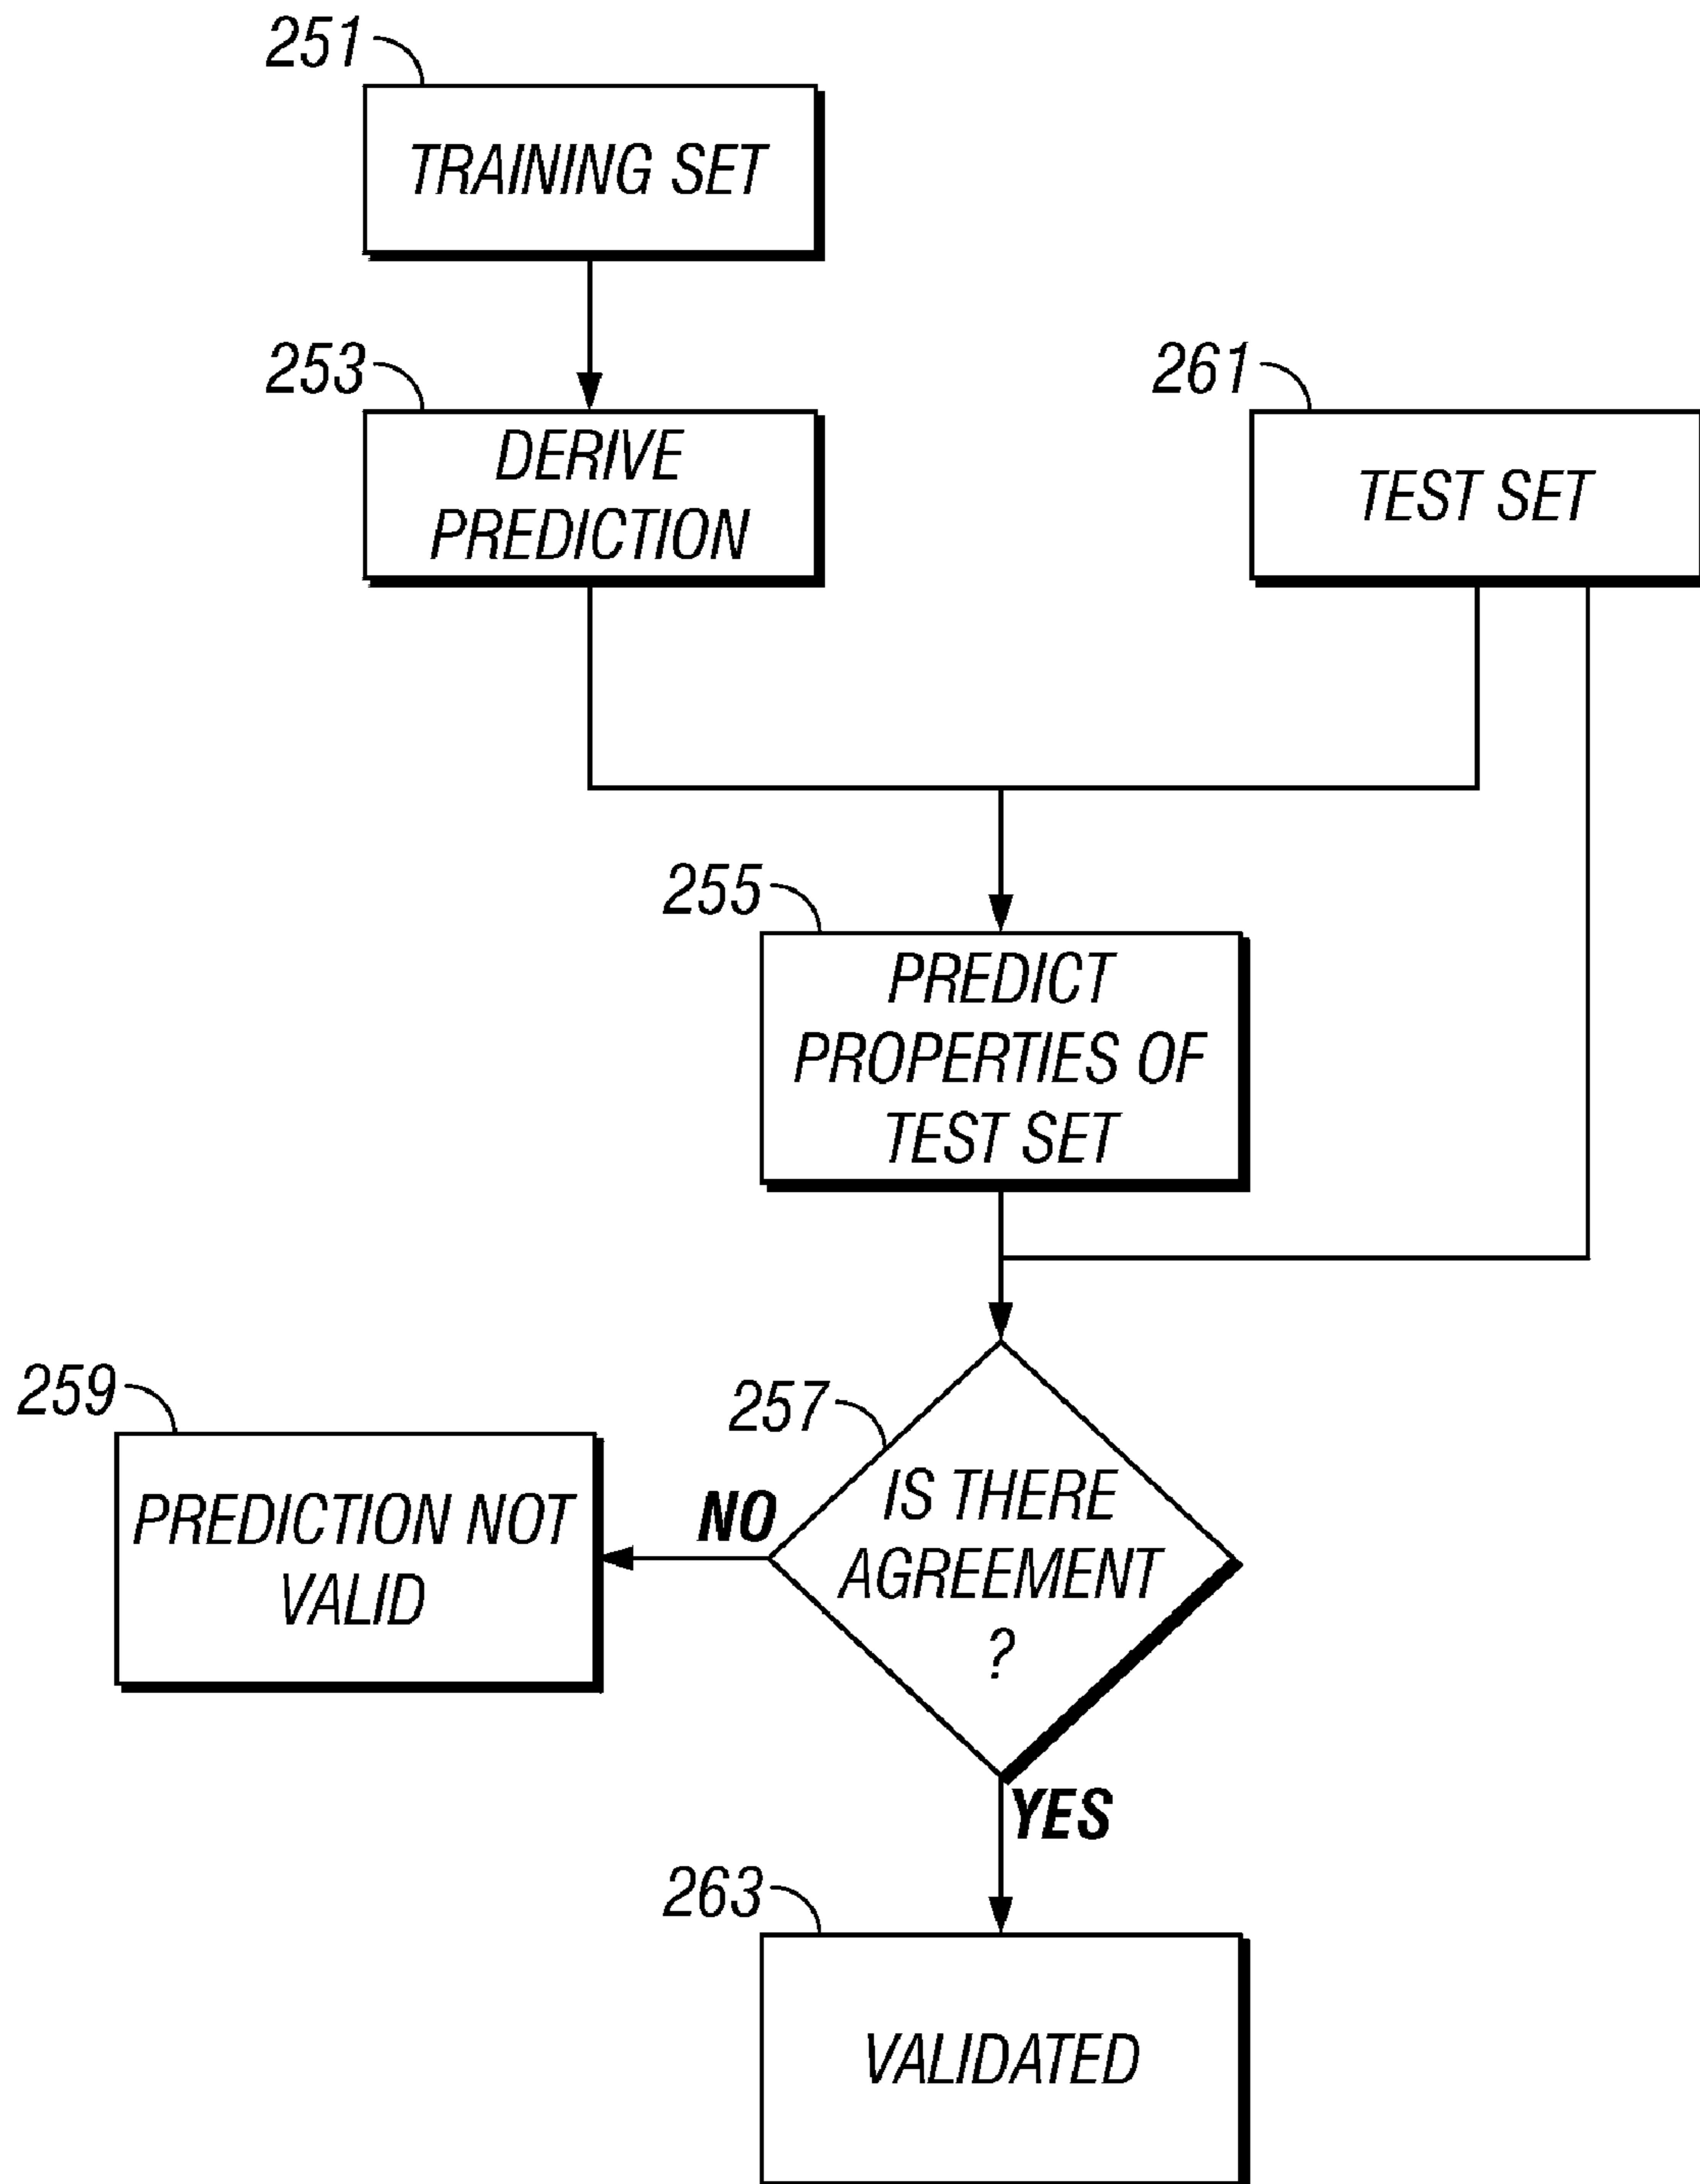 251
TRAINING SET
253
DERIVE
PREDICTION
261
TEST SET
255
PREDICT
PROPERTIES OF
TEST SET
259
PREDICTION NOT
VALID
NO
257
IS THERE
AGREEMENT
?
YES
263
VALIDATED